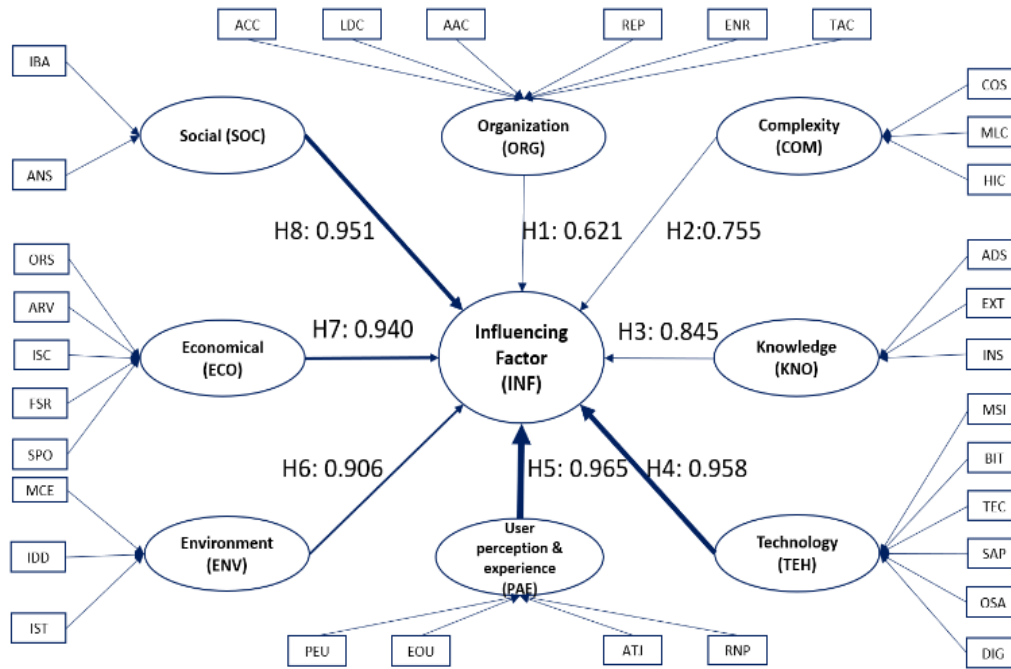 ACC
LDC
AAC
REP
ENR
TAC
IBA
ANS
Social (SOC)
Organization
(ORG)
Complexity
(COM)
COS
MLC
HIC
H8: 0.951
H1: 0.621
H2:0.755
ORS
ARV
ISC
FSR
SPO
Economical
(ECO)
H7: 0.940
Influencing
Factor
(INF)
H3: 0.845
Knowledge
(KNO)
ADS
EXT
INS
H6: 0.906
H5: 0.965
H4: 0.958
MCE
IDD
IST
Environment
(ENV)
User
perception &
experience
(PAE)
Technology
(TEH)
MSI
BIT
TEC
SAP
OSA
DIG
PEU
EOU
RNP